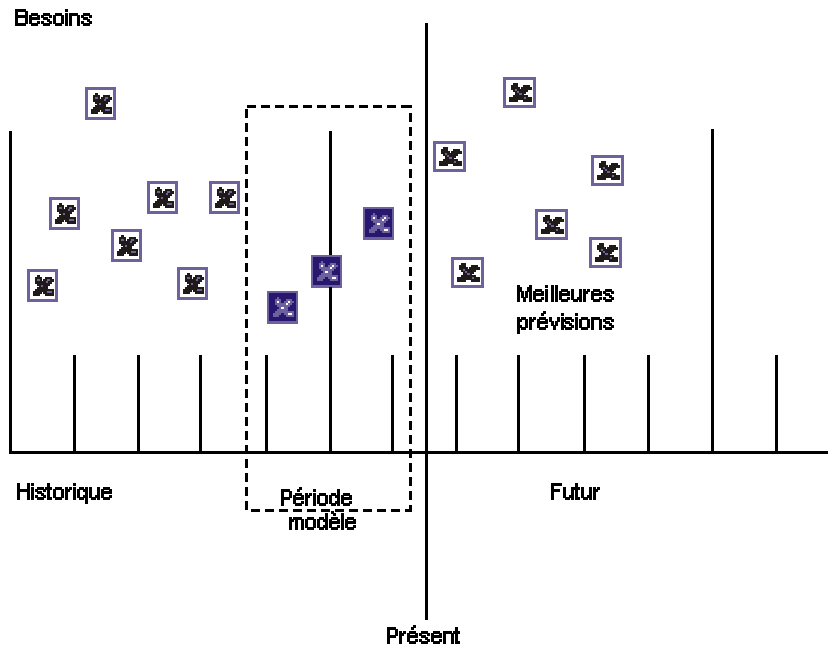 Besoins
Meilleures
prévisions
Historique
Période
modèle
Futur
Présent